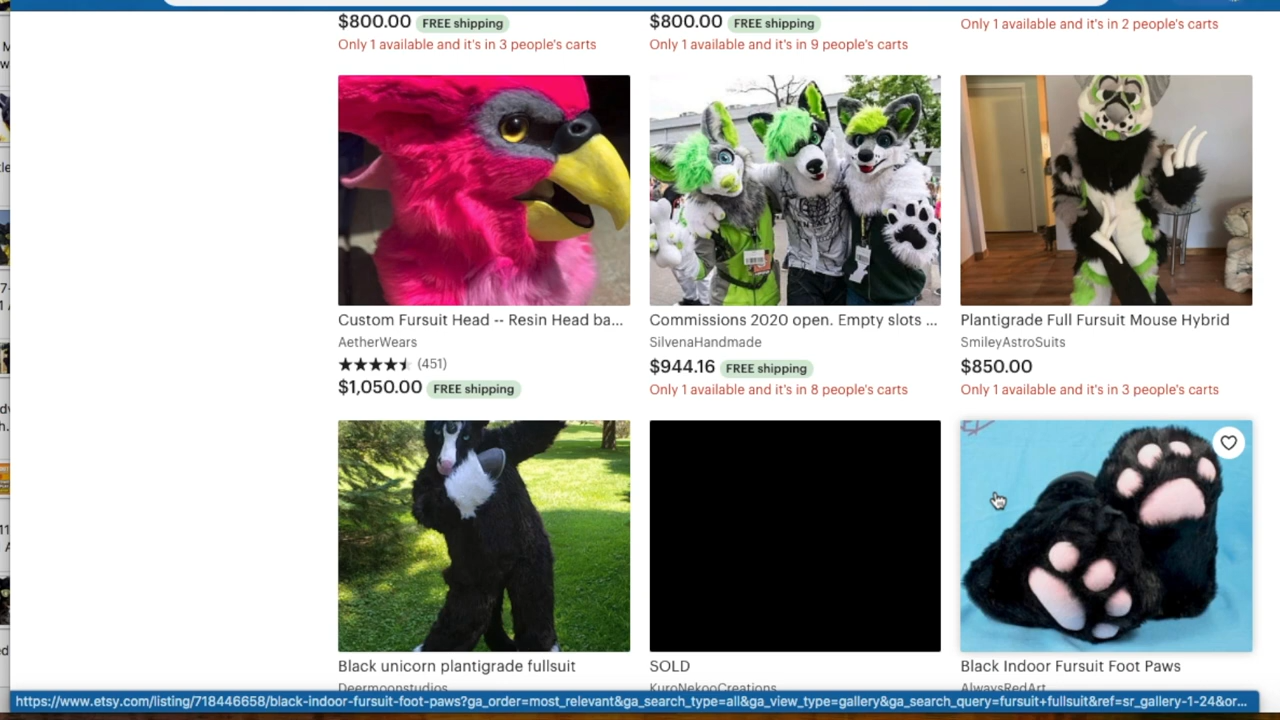 $800.00 FREE shipping
Only 1 available and it's in 3 people's carts
$800.00 FREE shipping
Only 1 available and it's in 9 people's carts
Only 1 available and it's in 2 people's carts
Custom Fursuit Head -- Resin Head ba...
AetherWears
(451)
$1,050.00 FREE shipping
Commissions 2020 open. Empty slots ...
SilvenaHandmade
$944.16 FREE shipping
Only 1 available and it's in 8 people's carts
Plantigrade Full Fursuit Mouse Hybrid
SmileyAstroSuits
$850.00
Only 1 available and it's in 3 people's carts
Black unicorn plantigrade fullsuit
Deermoonstudios
SOLD
KuroNekooCreations
Black Indoor Fursuit Foot Paws
AlwaysRedArt
https://www.etsy.com/listing/718446658/black-indoor-fursuit-foot-paws?ga_order=most_relevant&ga_search_type=all&ga_view_type=gallery&ga_search_query=fursuit+fullsuit&ref=sr_gallery-1-24&or...